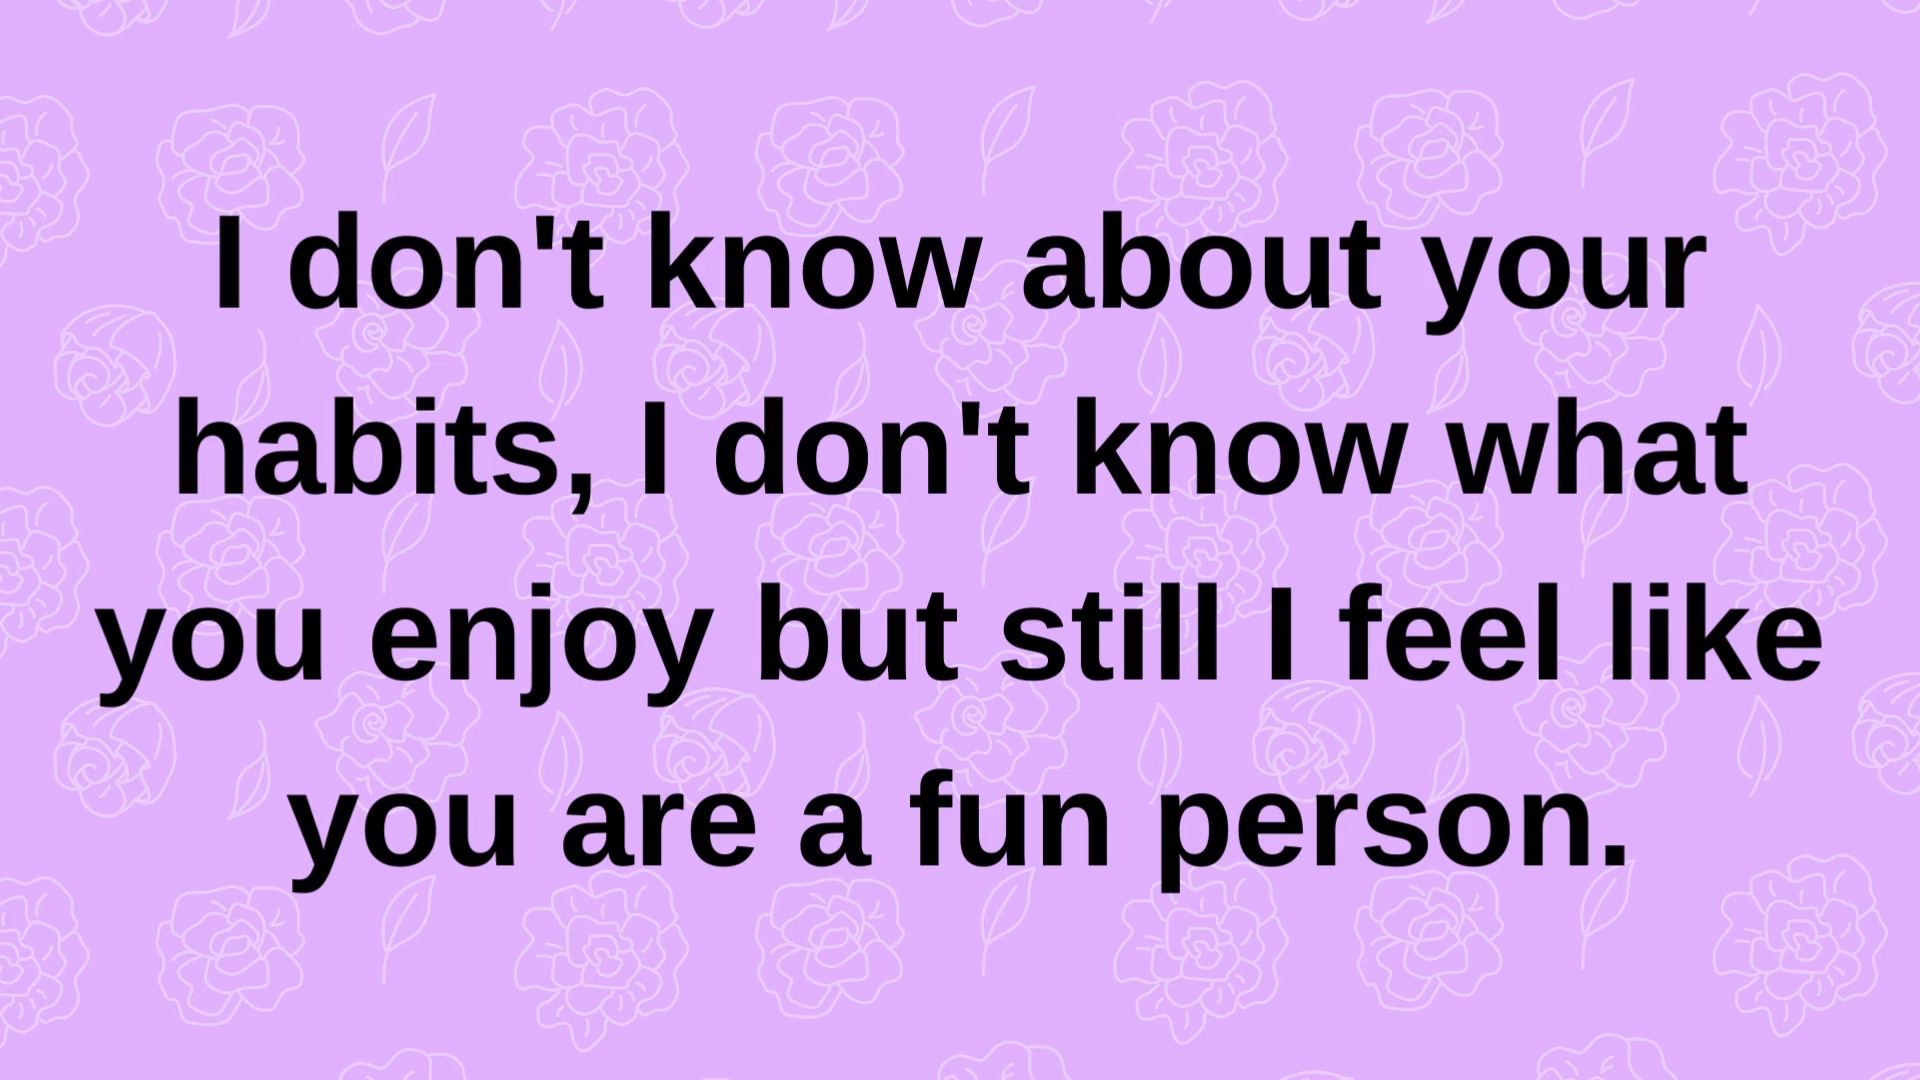 I don't know about your
habits, I don't know what
you enjoy but still I feel like
you are a fun person.